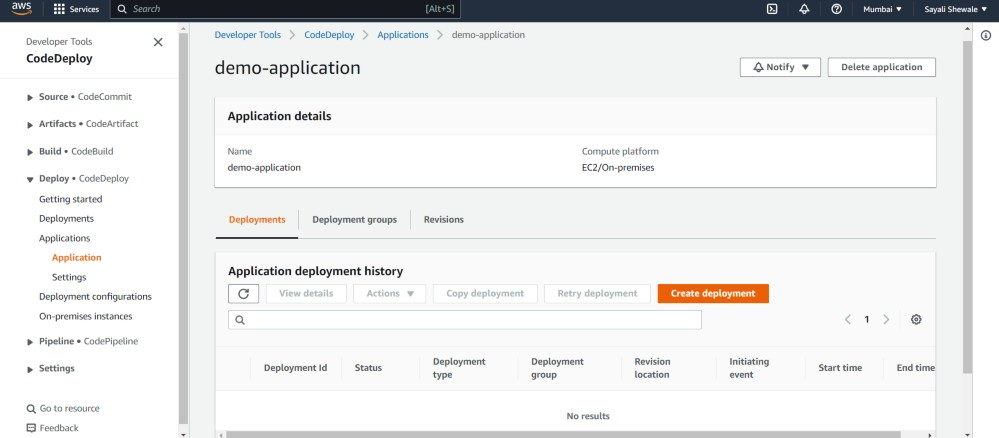 aws Services Search [Alt+S] Mumbai ▼ Sayali Shewale ▼
Developer Tools
CodeDeploy
Source • CodeCommit
Artifacts • CodeArtifact
Build • CodeBuild
Deploy • CodeDeploy
Getting started
Deployments
Applications
Application
Settings
Deployment configurations
On-premises instances
Pipeline • CodePipeline
Settings
Go to resource
Feedback
Developer Tools > CodeDeploy > Applications > demo-application
demo-application
Notify ▼ Delete application
Application details
Name Compute platform
demo-application EC2/On-premises
Deployments Deployment groups Revisions
Application deployment history
View details Actions ▼ Copy deployment Retry deployment Create deployment
< 1 >
Deployment Id Status Deployment type Deployment group Revision location Initiating event Start time End time
No results